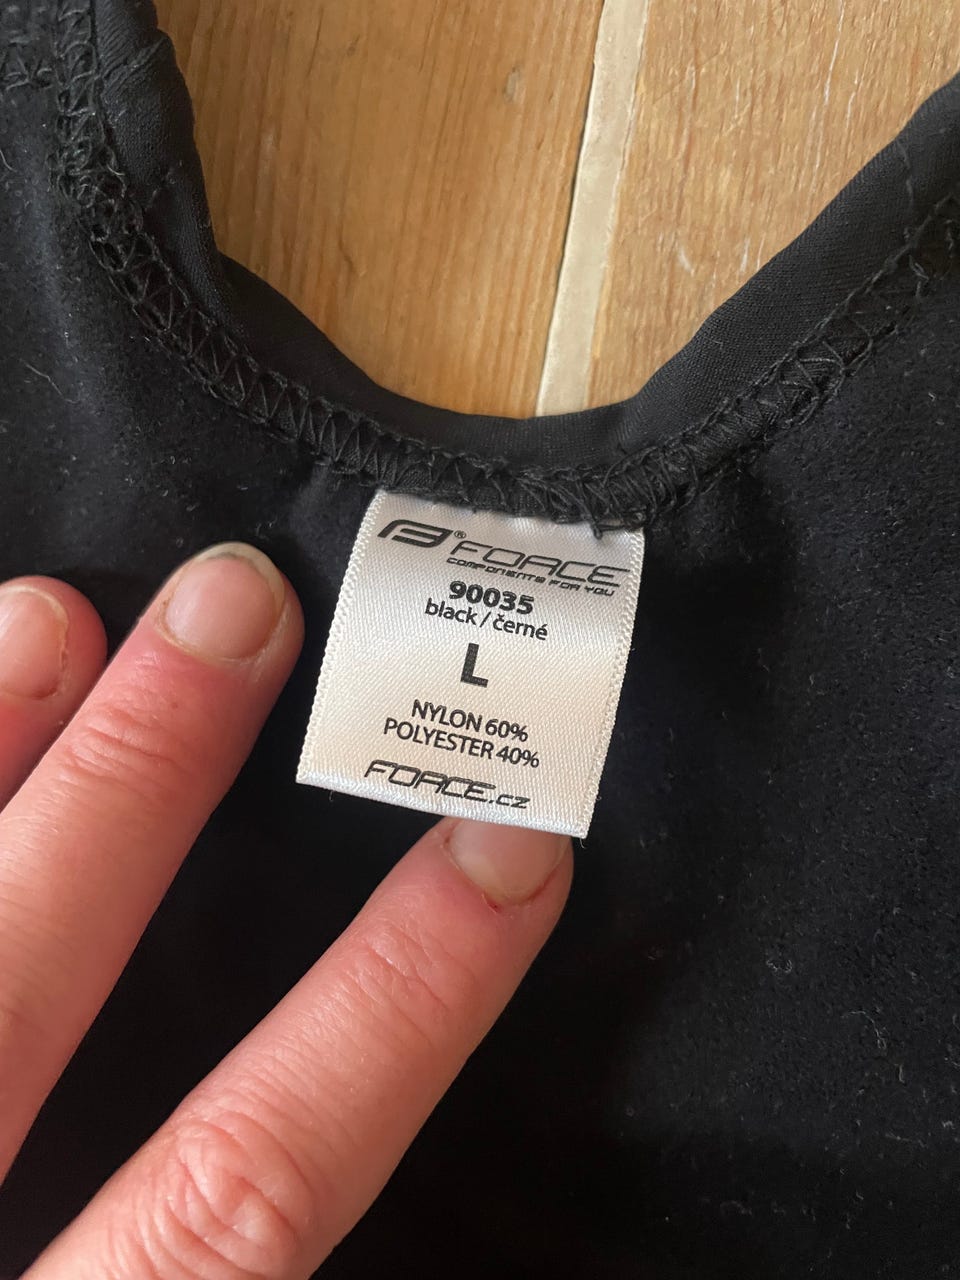 F® FORCE
COMPONENTS FOR YOU
90035
black / černé
L
NYLON 60%
POLYESTER 40%
FORCE.cz